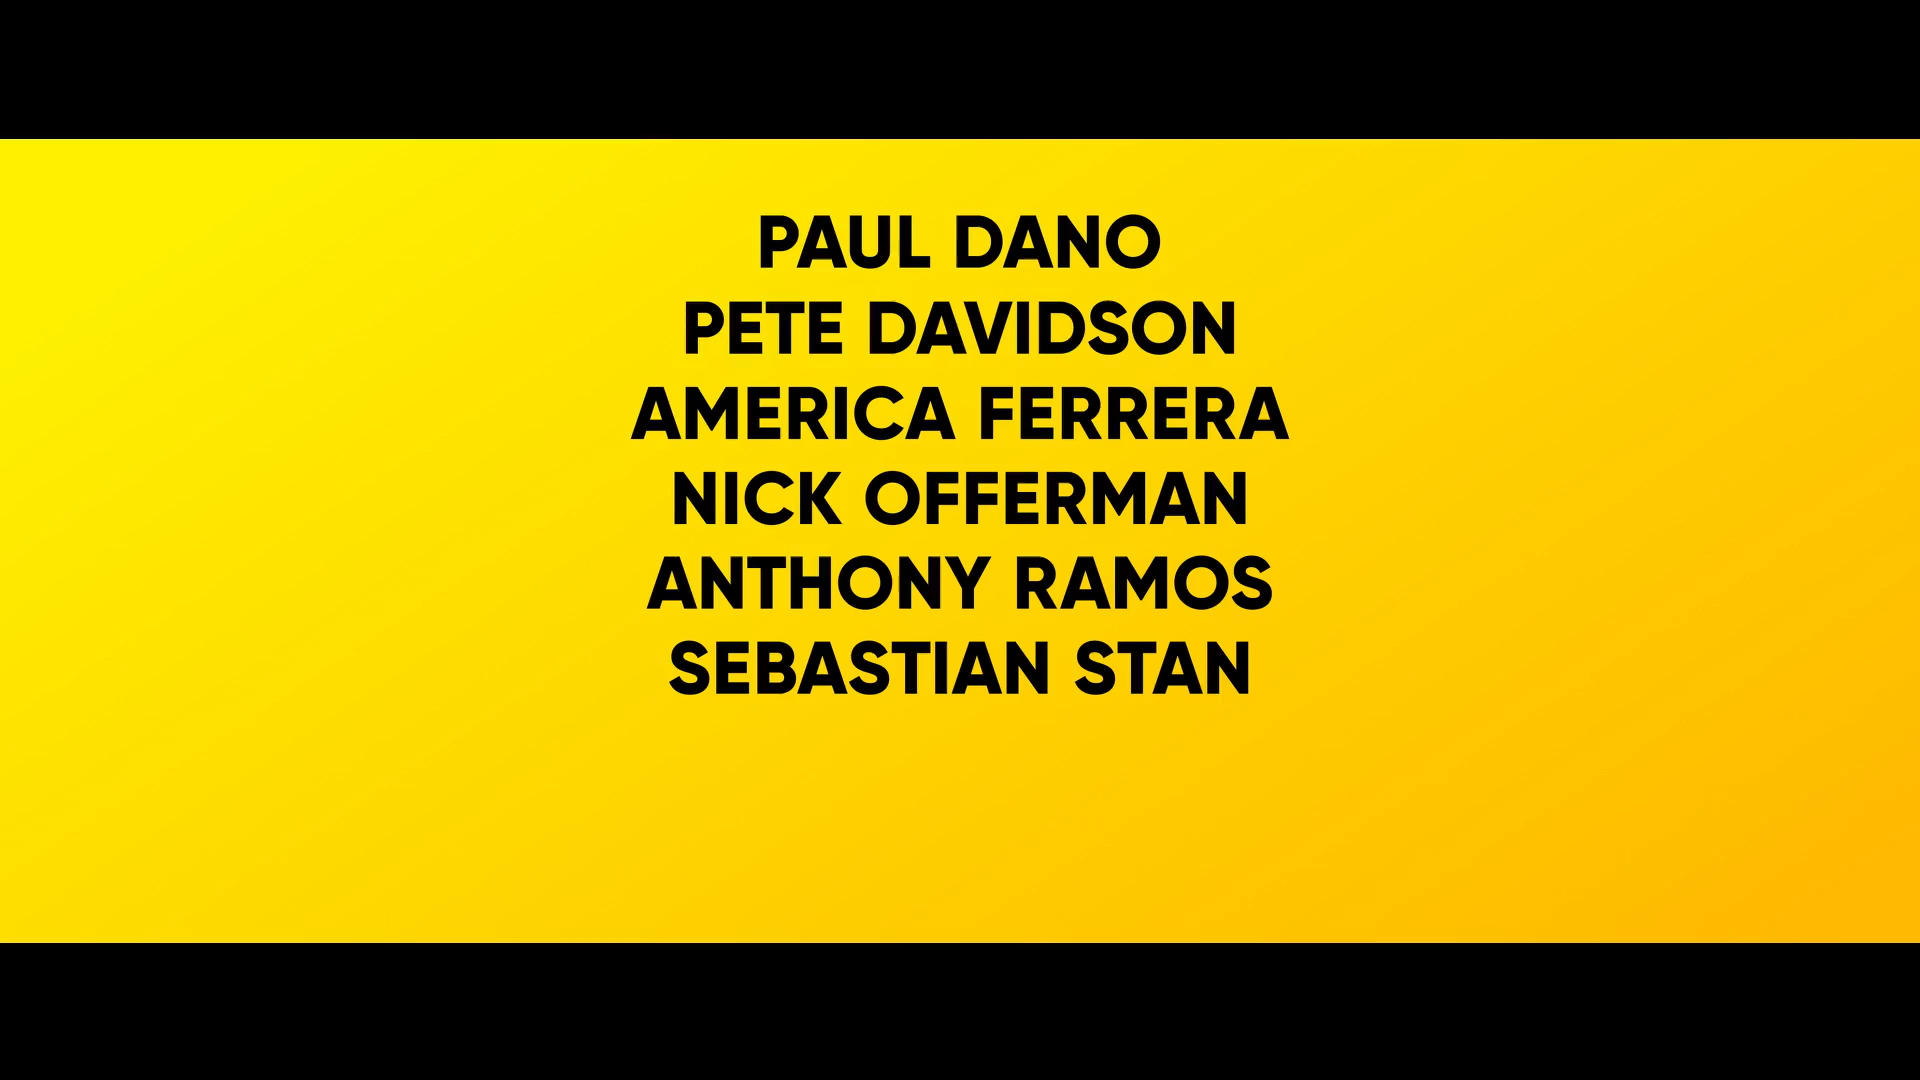 PAUL DANO
PETE DAVIDSON
AMERICA FERRERA
NICK OFFERMAN
ANTHONY RAMOS
SEBASTIAN STAN